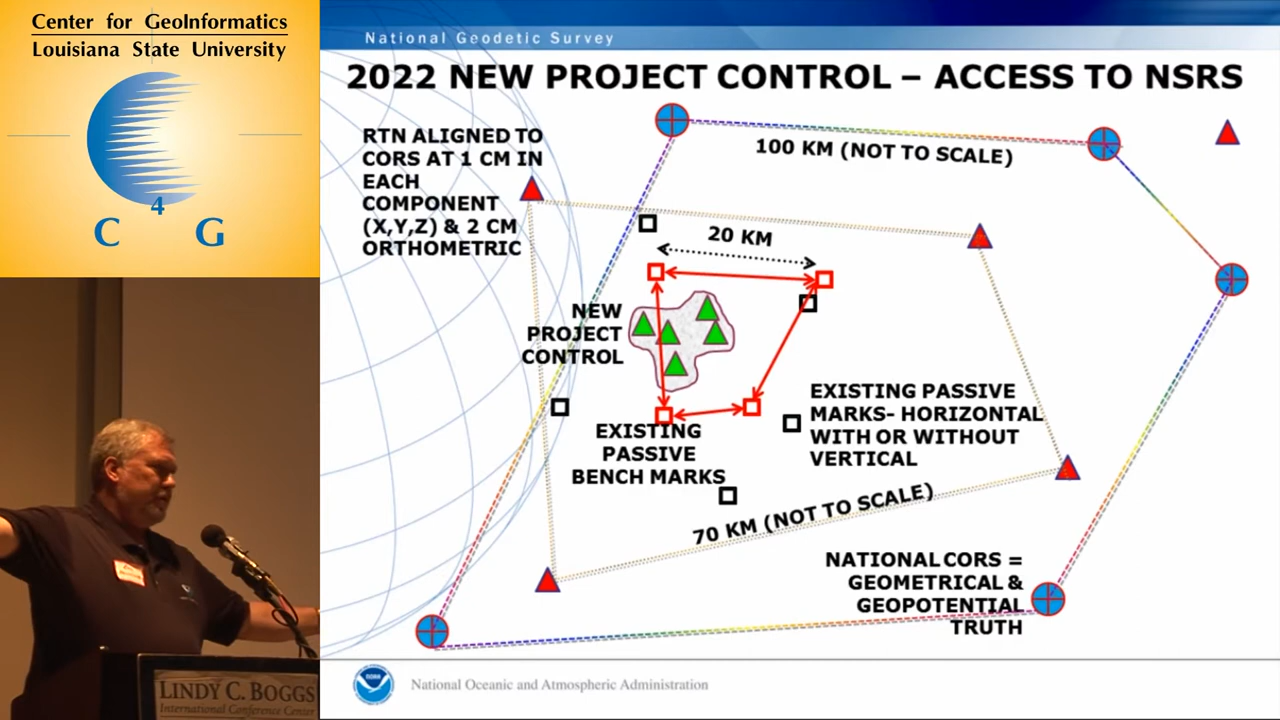 Center for GeoInformatics
Louisiana State University
C 4 G
National Geodetic Survey
2022 NEW PROJECT CONTROL – ACCESS TO NSRS
RTN ALIGNED TO
CORS AT 1 CM IN
EACH
COMPONENT
(X,Y,Z) & 2 CM
ORTHOMETRIC
100 KM (NOT TO SCALE)
20 KM
NEW
PROJECT
CONTROL
EXISTING PASSIVE
MARKS- HORIZONTAL
WITH OR WITHOUT
VERTICAL
EXISTING
PASSIVE
BENCH MARKS
70 KM (NOT TO SCALE)
NATIONAL CORS =
GEOMETRICAL &
GEOPOTENTIAL
TRUTH
National Oceanic and Atmospheric Administration
LINDY C. BOGGS
International Conference Center